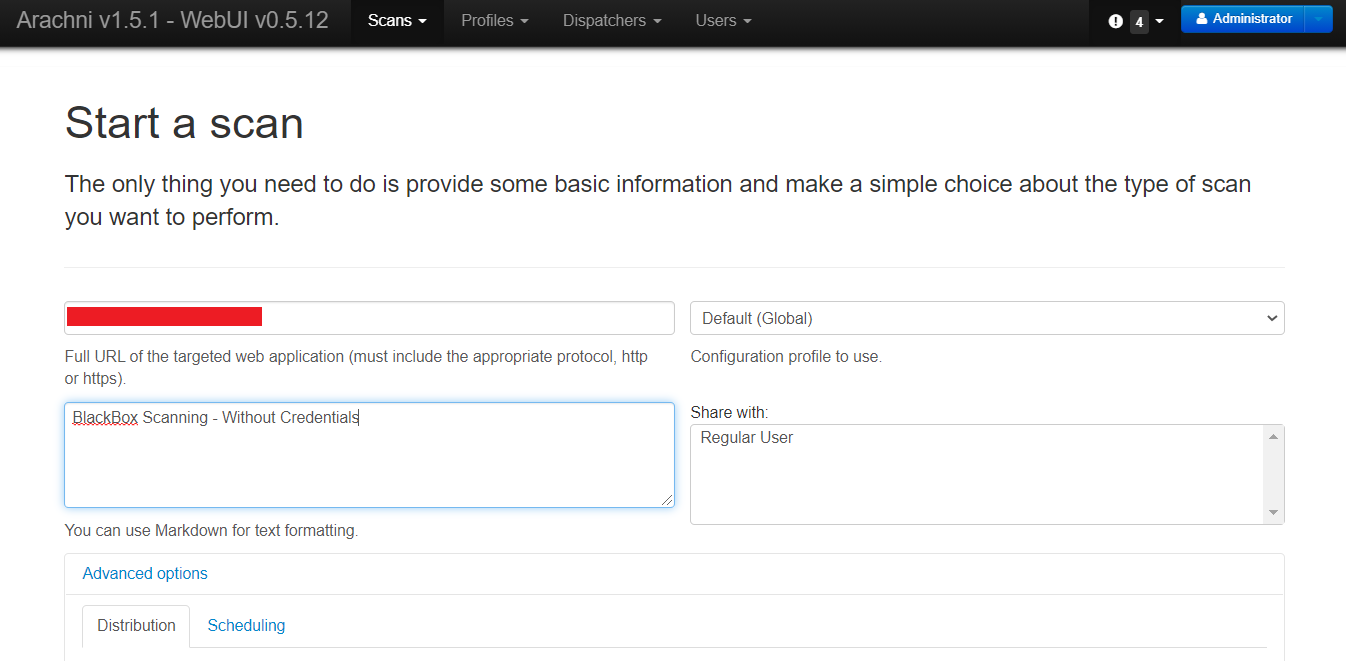 Arachni v1.5.1 - WebUI v0.5.12 Scans Profiles Dispatchers Users 4 Administrator
Start a scan
The only thing you need to do is provide some basic information and make a simple choice about the type of scan
you want to perform.
Default (Global)
Full URL of the targeted web application (must include the appropriate protocol, http
or https).
Configuration profile to use.
BlackBox Scanning - Without Credentials
Share with:
Regular User
You can use Markdown for text formatting.
Advanced options
Distribution Scheduling